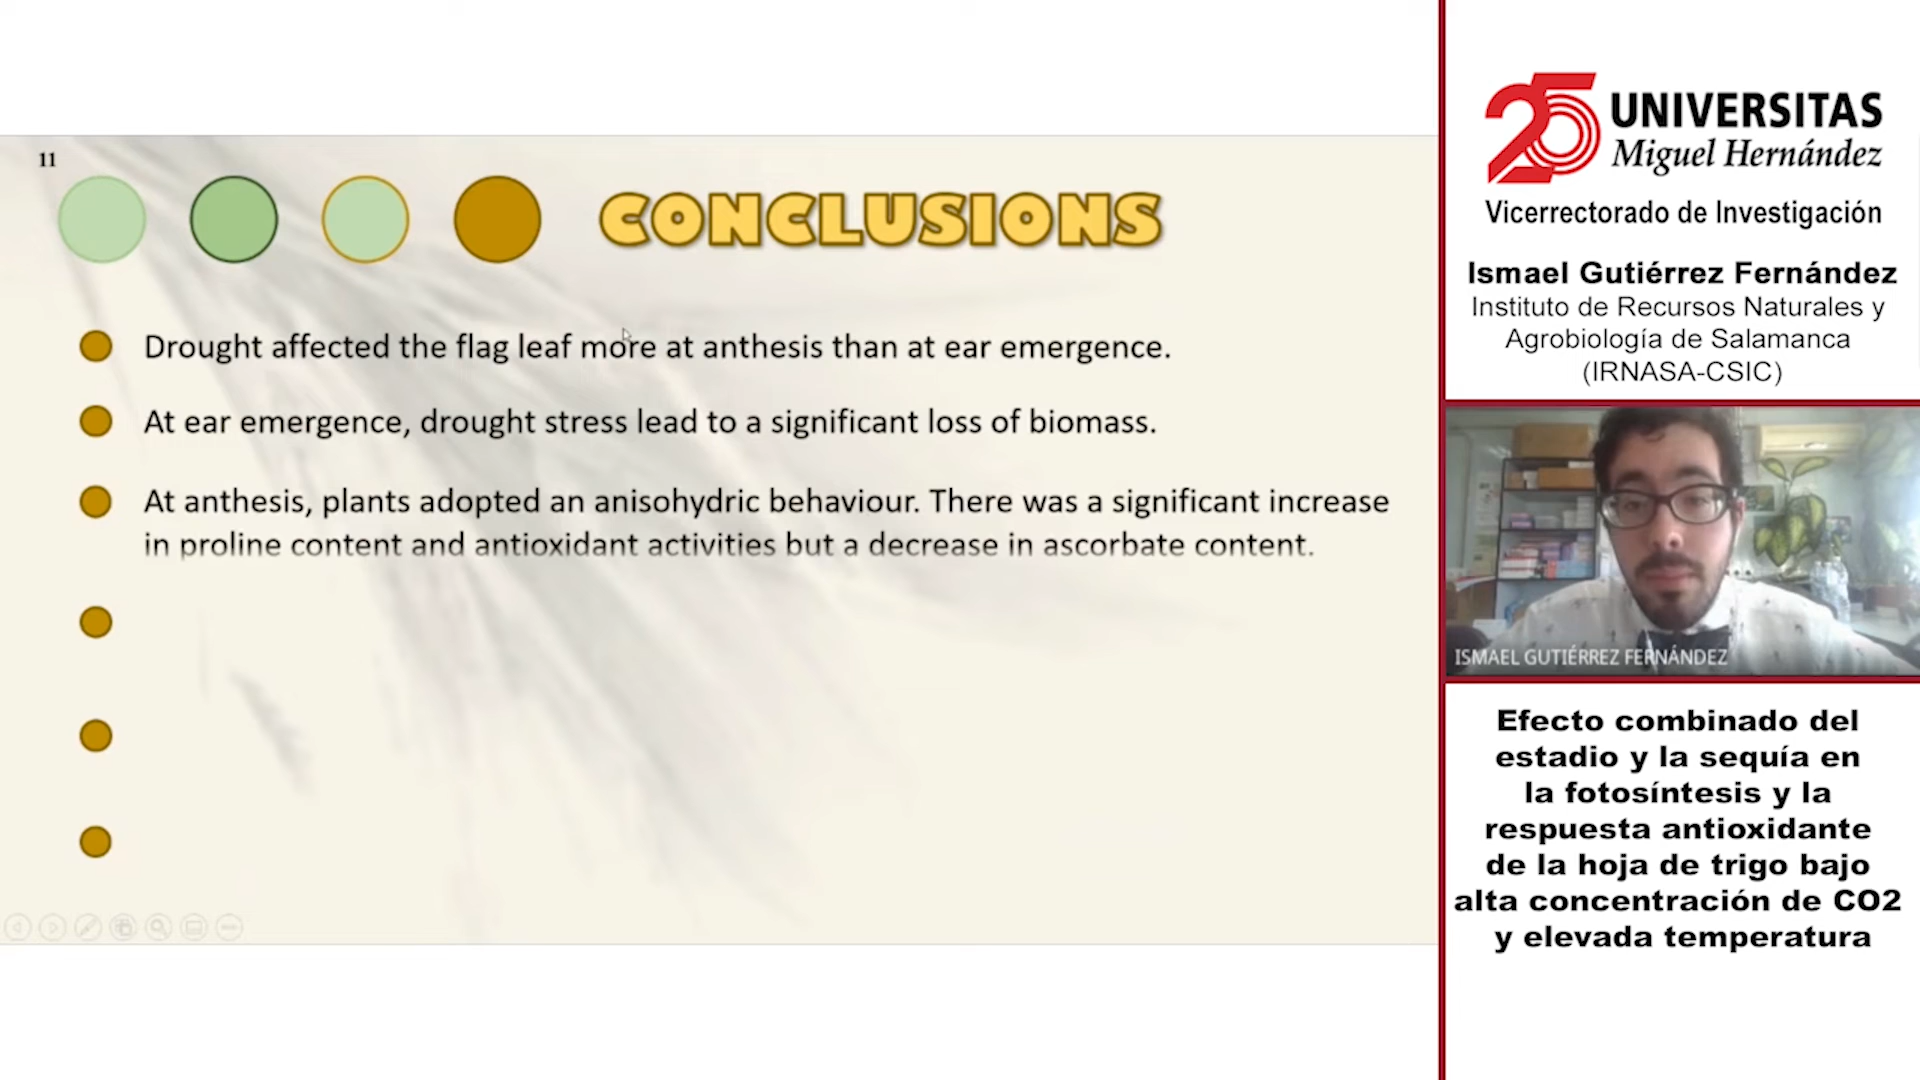 11
CONCLUSIONS
Drought affected the flag leaf more at anthesis than at ear emergence.
At ear emergence, drought stress lead to a significant loss of biomass.
At anthesis, plants adopted an anisohydric behaviour. There was a significant increase
in proline content and antioxidant activities but a decrease in ascorbate content.
25 UNIVERSITAS
Miguel Hernández
Vicerrectorado de Investigación
Ismael Gutiérrez Fernández
Instituto de Recursos Naturales y
Agrobiología de Salamanca
(IRNASA-CSIC)
ISMAEL GUTIÉRREZ FERNÁNDEZ
Efecto combinado del
estadio y la sequía en
la fotosíntesis y la
respuesta antioxidante
de la hoja de trigo bajo
alta concentración de CO2
y elevada temperatura